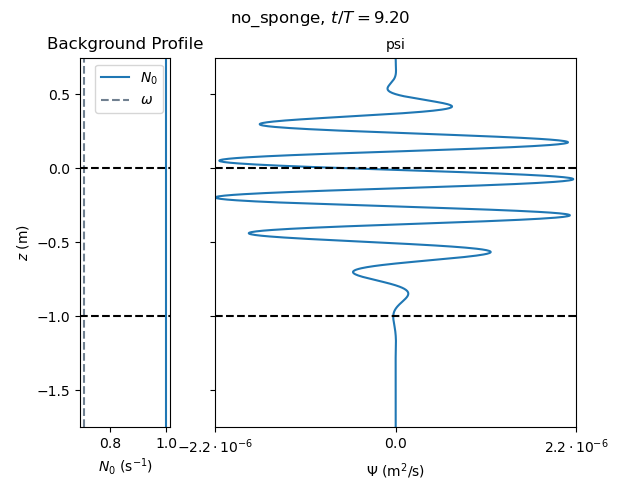 no_sponge, t/T = 9.20
Background Profile
psi
N₀
ω
0.5
0.0
−0.5
−1.0
−1.5
z (m)
0.8
1.0
−2.2 · 10⁻⁶
0.0
2.2 · 10⁻⁶
N₀ (s⁻¹)
Ψ (m²/s)